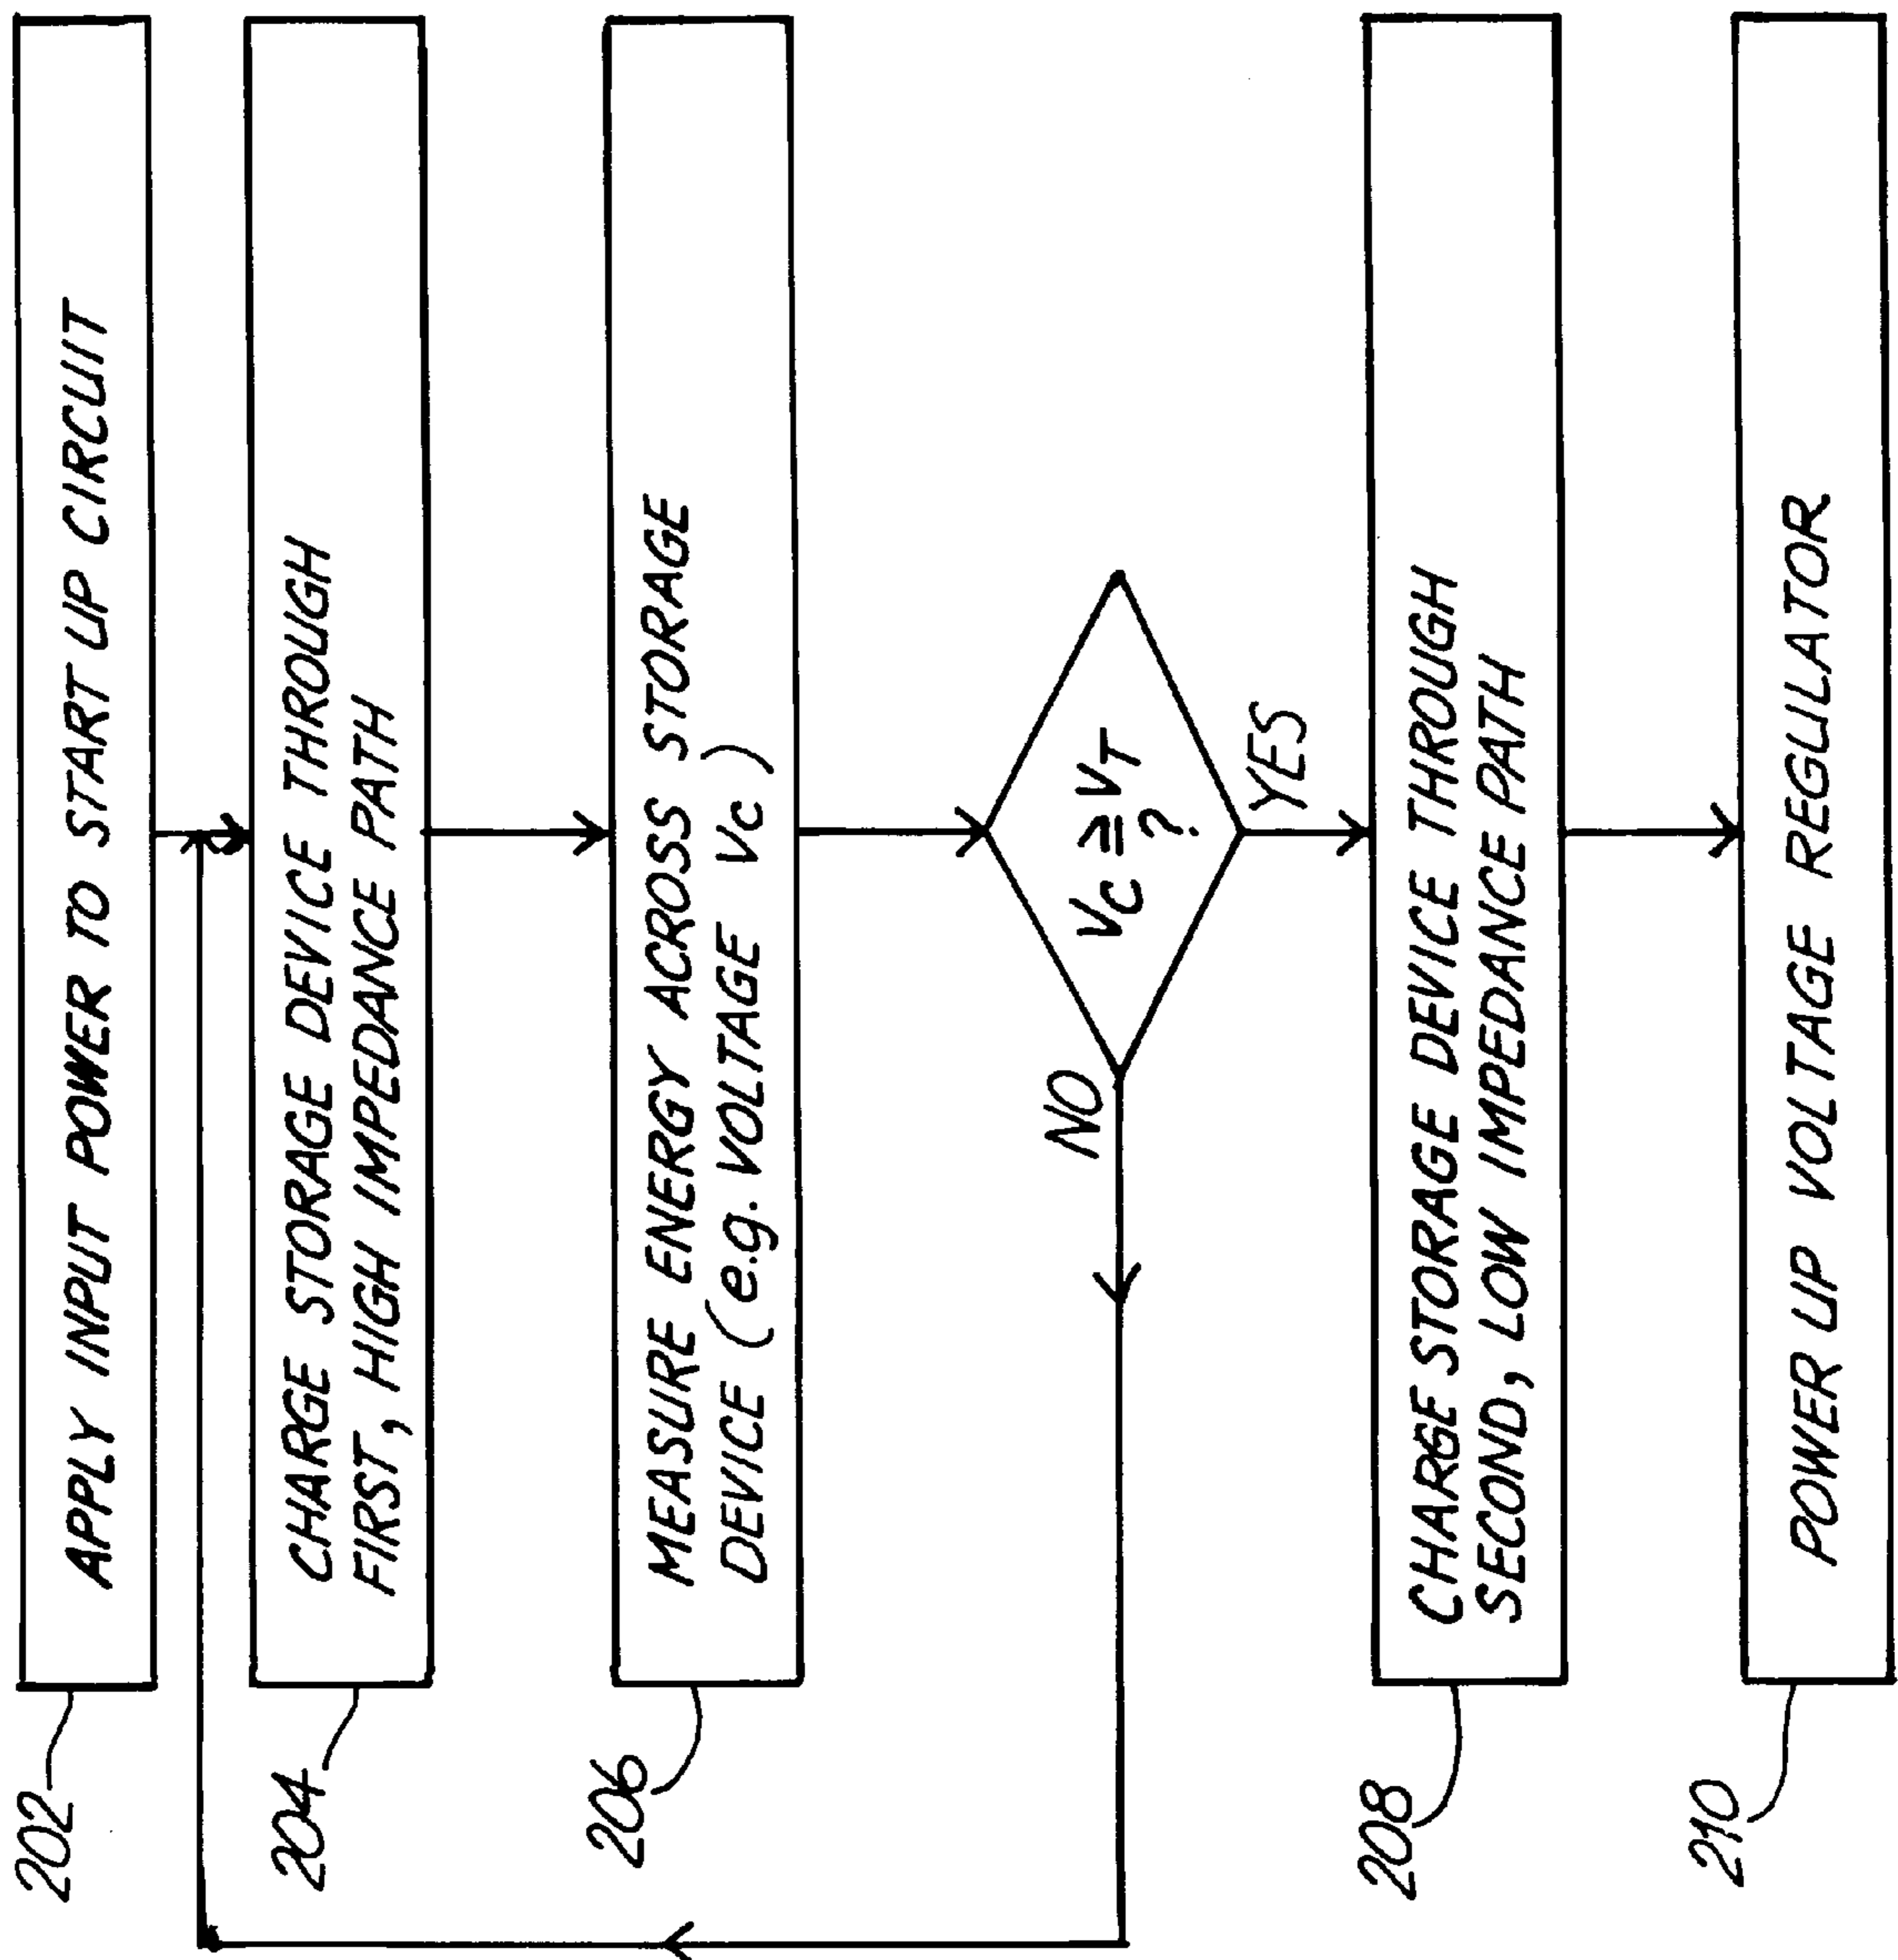 202
APPLY INPUT POWER TO START UP CIRCUIT
204
CHARGE STORAGE DEVICE THROUGH
FIRST, HIGH IMPEDANCE PATH
206
MEASURE ENERGY ACROSS STORAGE
DEVICE (e.g. VOLTAGE Vc)
Vc ≥ VT
?
NO
YES
208
CHARGE STORAGE DEVICE THROUGH
SECOND, LOW IMPEDANCE PATH
210
POWER UP VOLTAGE REGULATOR